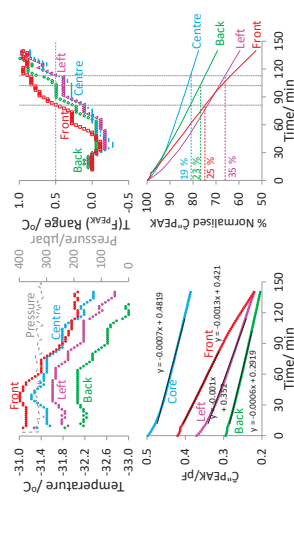 -31.0
-31.4
-31.8
-32.2
-32.6
-33.0
Temperature /°C
Front
Pressure
Centre
Left
Back
400
300
200
100
0
Pressure/μbar
1.0
0.5
0.0
-0.5
T(F PEAK) Range /°C
Front
Left
Centre
Back
0.5
0.4
0.3
0.2
Ĉ"PEAK/pF
Core
y = -0.0007x + 0.4819
Front
y = -0.0013x + 0.421
Left
y = -0.001x
+ 0.352
Back
y = -0.0006x + 0.2919
0
30
60
90
120
150
Time/ min
100
90
80
70
60
50
% Normalised Ĉ"PEAK
Centre
Back
Left
Front
19 %
23 %
25 %
35 %
0
30
60
90
120
150
Time/ min